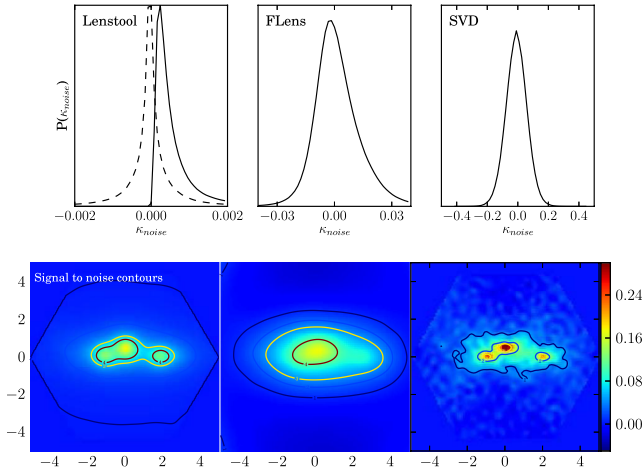 Lenstool
FLens
SVD
P(κnoise)
−0.002 0.000 0.002
−0.03 0.00 0.03
−0.4 −0.2 0.0 0.2 0.4
κnoise
κnoise
κnoise
Signal to noise contours
4
2
0
−2
−4
0.24
0.16
0.08
0.00
−4 −2 0 2 4
−4 −2 0 2 4
−4 −2 0 2 4